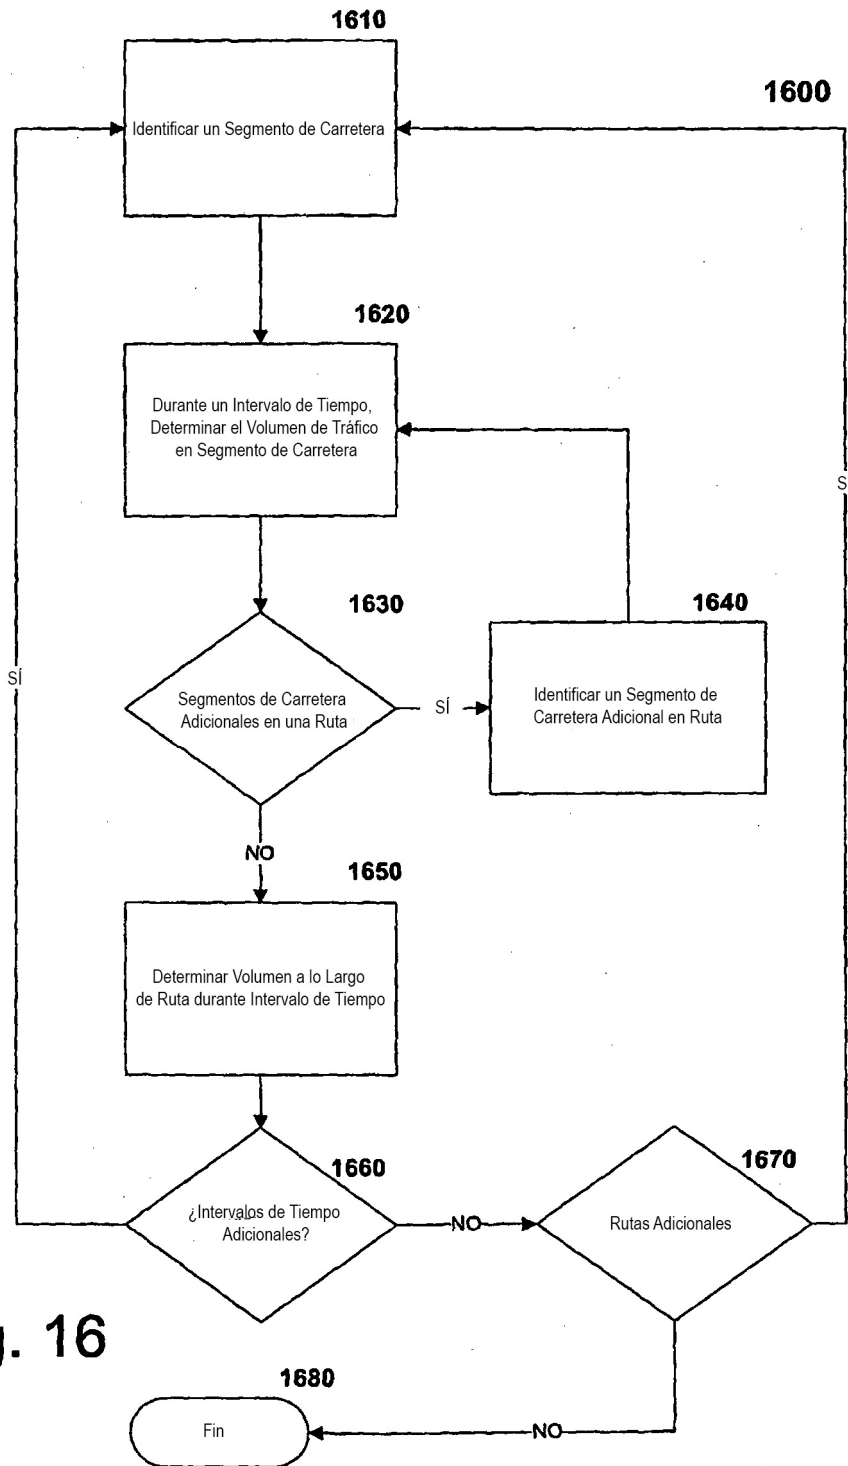 1610
1600
Identificar un Segmento de Carretera
1620
Durante un Intervalo de Tiempo,
Determinar el Volumen de Tráfico
en Segmento de Carretera
S
1630
1640
SÍ
Segmentos de Carretera
Adicionales en una Ruta
SÍ
Identificar un Segmento de
Carretera Adicional en Ruta
NO
1650
Determinar Volumen a lo Largo
de Ruta durante Intervalo de Tiempo
1660
1670
¿Intervalos de Tiempo
Adicionales?
NO
Rutas Adicionales
g. 16
1680
Fin
NO